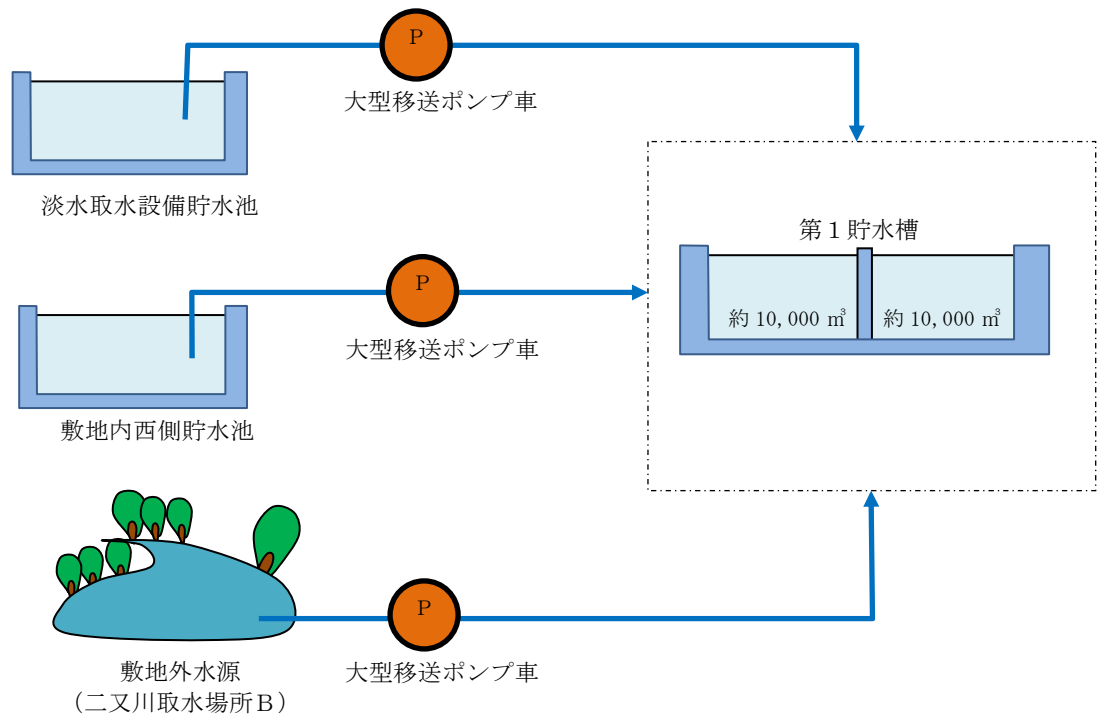 P
大型移送ポンプ車
淡水取水設備貯水池
第１貯水槽
約 10,000 ㎥
約 10,000 ㎥
P
大型移送ポンプ車
敷地内西側貯水池
P
大型移送ポンプ車
敷地外水源
（二又川取水場所Ｂ）